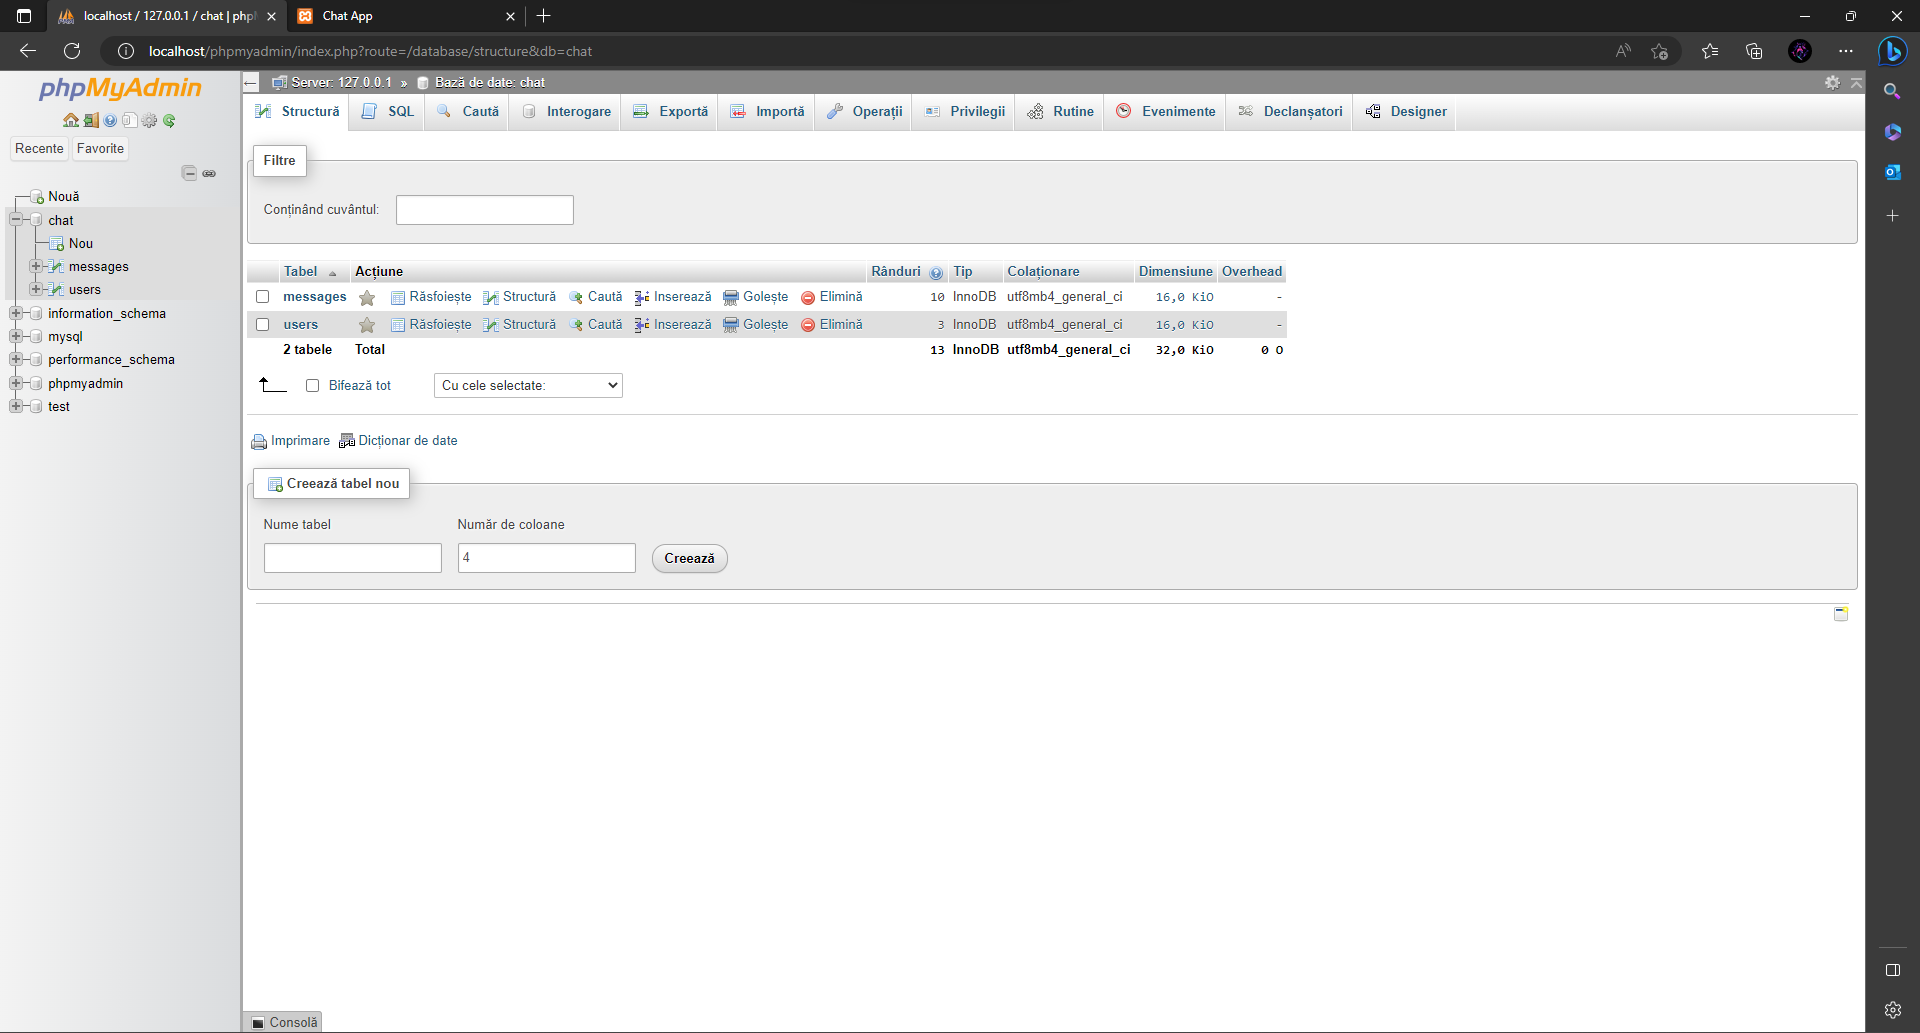 localhost / 127.0.0.1 / chat | php
Chat App
localhost/phpmyadmin/index.php?route=/database/structure&db=chat
phpMyAdmin
Recente
Favorite
Nouă
chat
Nou
messages
users
information_schema
mysql
performance_schema
phpmyadmin
test
Server: 127.0.0.1 » Bază de date: chat
Structură
SQL
Caută
Interogare
Exportă
Importă
Operații
Privilegii
Rutine
Evenimente
Declanșatori
Designer
Filtre
Conținând cuvântul:
Tabel Acțiune Rânduri Tip Colaționare Dimensiune Overhead
messages Răsfoiește Structură Caută Inserează Golește Elimină 10 InnoDB utf8mb4_general_ci 16,0 KiO -
users Răsfoiește Structură Caută Inserează Golește Elimină 3 InnoDB utf8mb4_general_ci 16,0 KiO -
2 tabele Total 13 InnoDB utf8mb4_general_ci 32,0 KiO 0 O
Bifează tot
Cu cele selectate:
Imprimare Dicționar de date
Creează tabel nou
Nume tabel Număr de coloane
4
Creează
Consolă